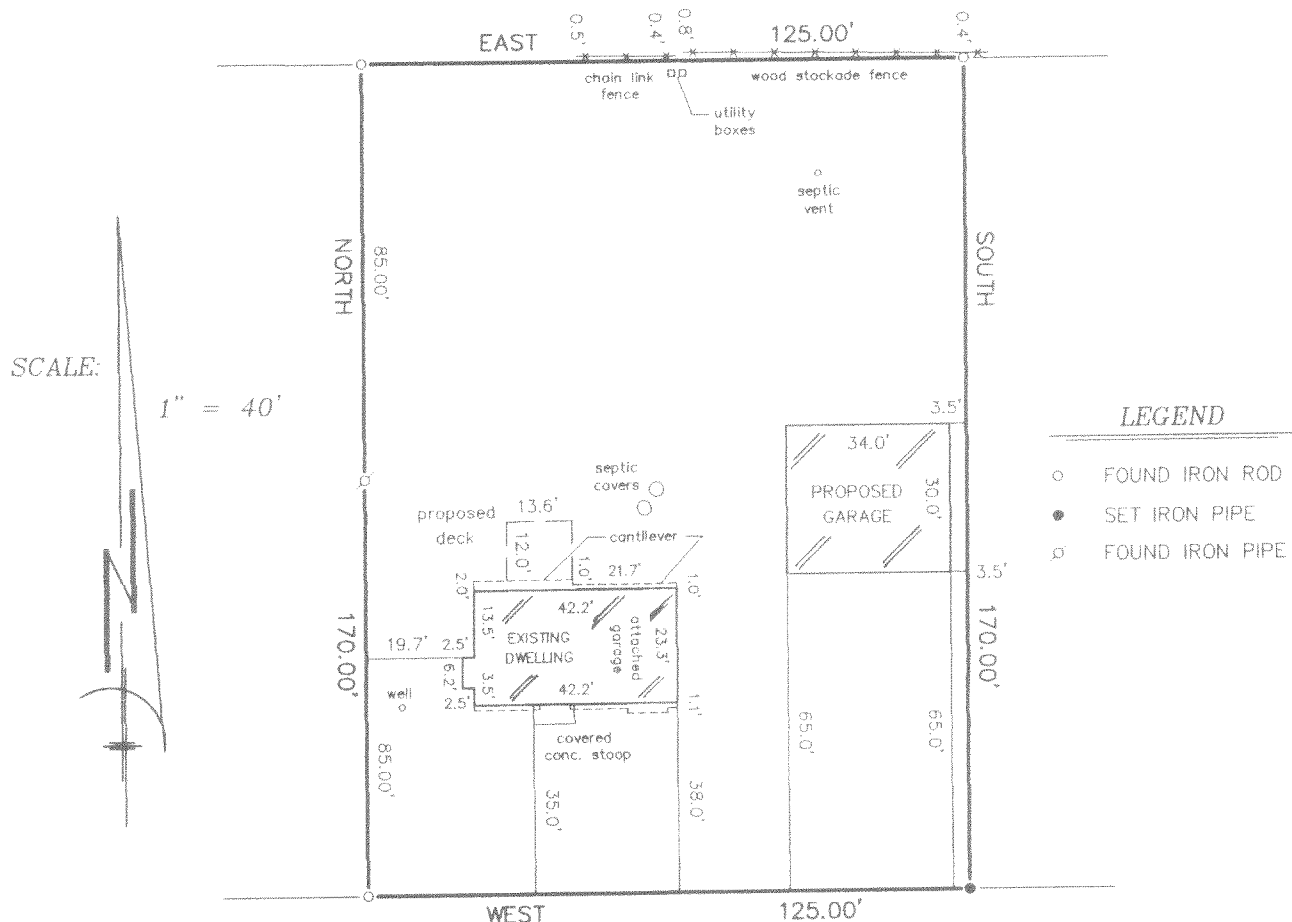 EAST
0.5'
0.4'
0.8'
125.00'
0.4'
chain link
fence
wood stockade fence
utility
boxes
septic
vent
NORTH
85.00'
SOUTH
SCALE:
1" = 40'
3.5'
34.0'
PROPOSED
GARAGE
30.0'
3.5'
LEGEND
FOUND IRON ROD
SET IRON PIPE
FOUND IRON PIPE
septic
covers
13.6'
proposed
deck
12.0'
cantilever
1.0'
21.7'
1.0'
2.0'
42.2'
13.5'
EXISTING
DWELLING
attached
garage
23.3'
170.00'
19.7'
2.5'
6.2'
3.5'
42.2'
2.5'
1.1'
well
covered
conc. stoop
85.00'
35.0'
38.0'
65.0'
65.0'
170.00'
N
WEST
125.00'